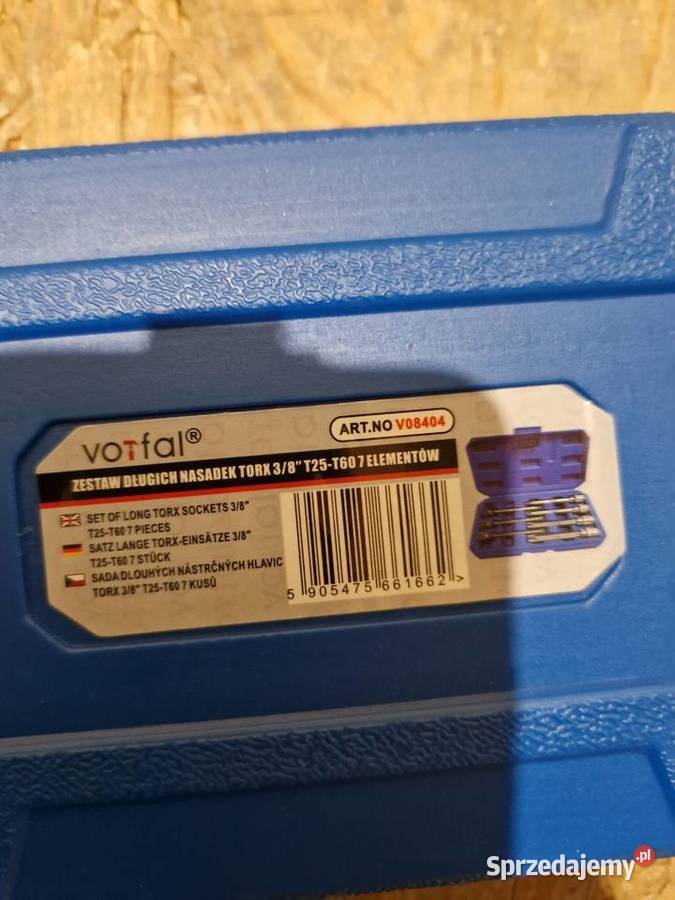 votfal®
ART.NO V08404
ZESTAW DŁUGICH NASADEK TORX 3/8" T25-T60 7 ELEMENTÓW
SET OF LONG TORX SOCKETS 3/8"
T25-T60 7 PIECES
SATZ LANGE TORX-EINSÄTZE 3/8"
T25-T60 7 STÜCK
SADA DLOUHÝCH NÁSTRČNÝCH HLAVIC
TORX 3/8" T25-T60 7 KUSŮ
5 905475 661662 >
Sprzedajemy.pl